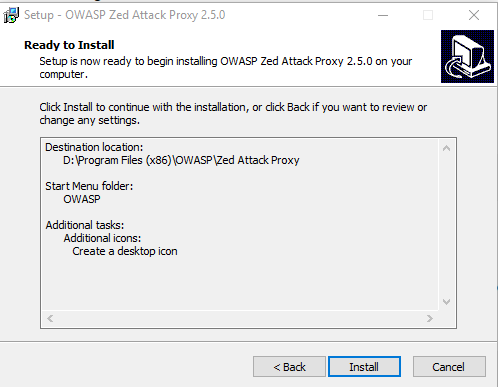 Setup - OWASP Zed Attack Proxy 2.5.0
Ready to Install
Setup is now ready to begin installing OWASP Zed Attack Proxy 2.5.0 on your
computer.
Click Install to continue with the installation, or click Back if you want to review or
change any settings.
Destination location:
D:\Program Files (x86)\OWASP\Zed Attack Proxy
Start Menu folder:
OWASP
Additional tasks:
Additional icons:
Create a desktop icon
< Back
Install
Cancel